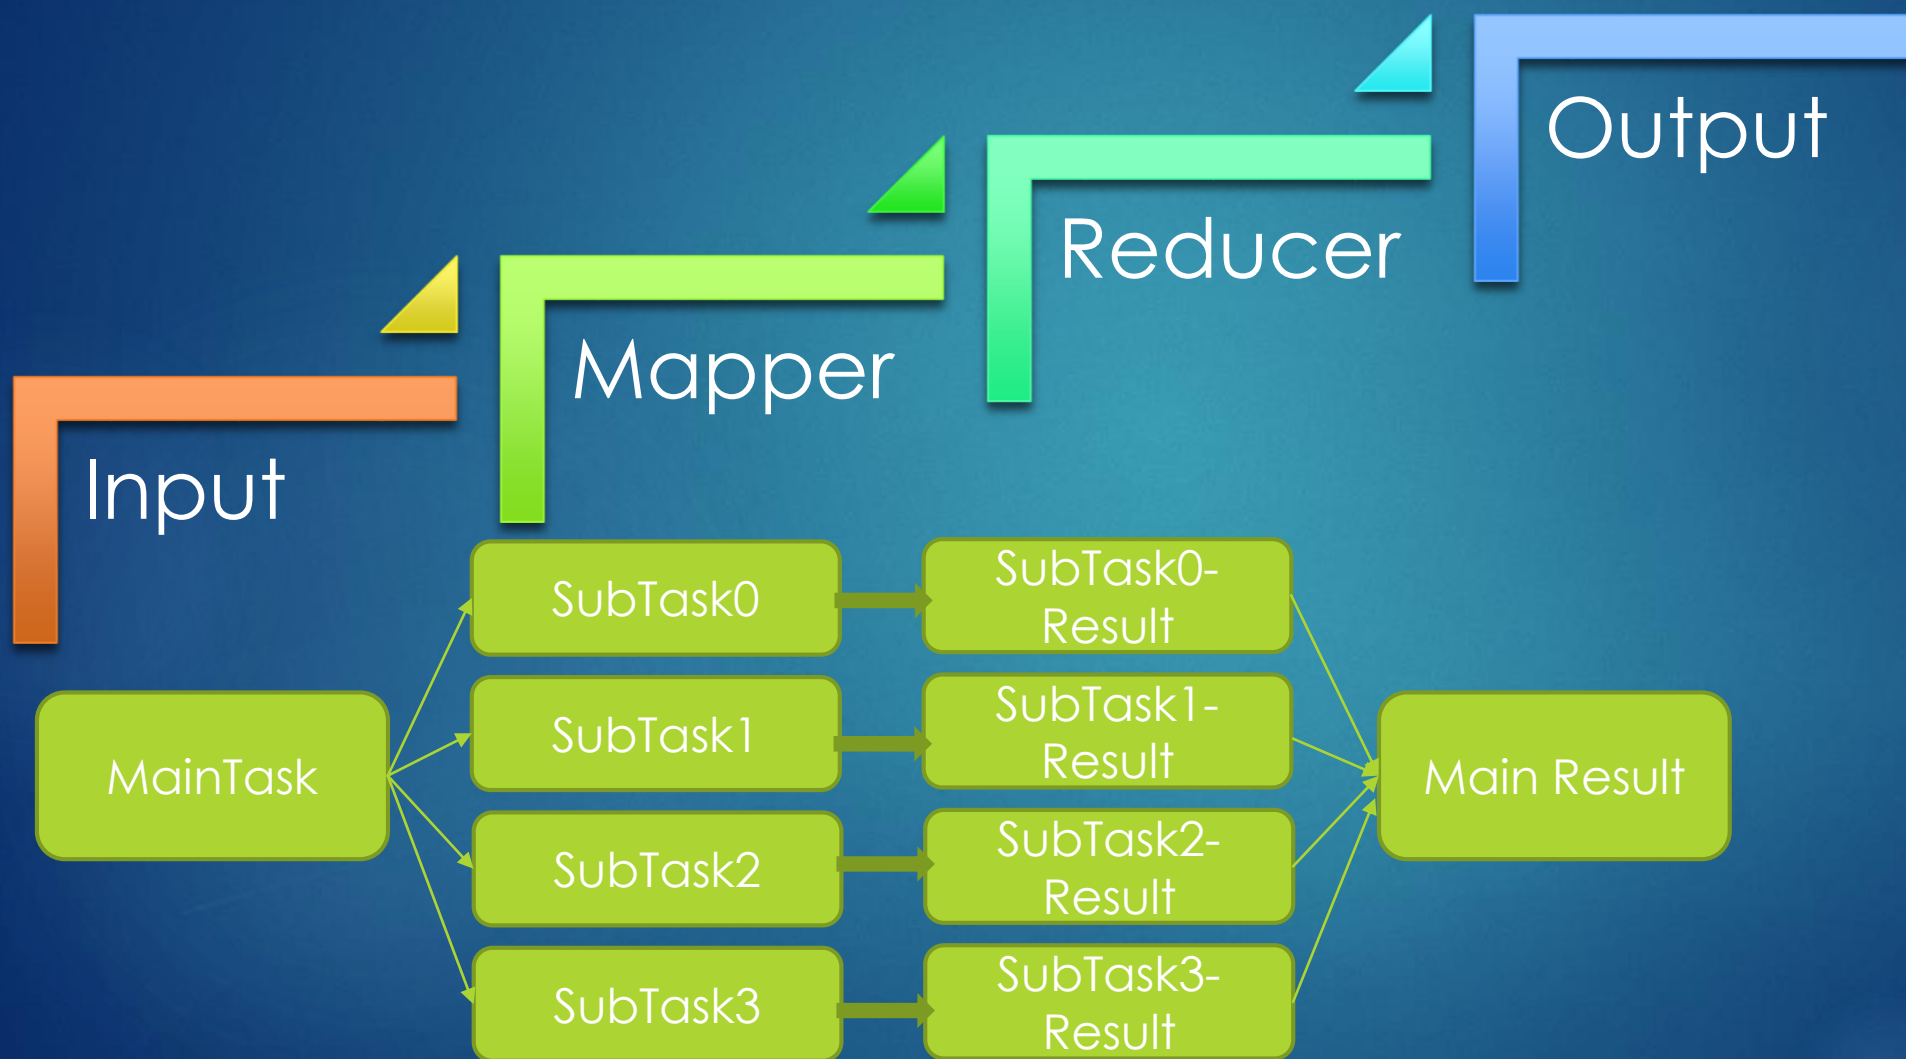 Output
Reducer
Mapper
Input
SubTask0
SubTask0-
Result
SubTask1
SubTask1-
Result
MainTask
Main Result
SubTask2
SubTask2-
Result
SubTask3
SubTask3-
Result